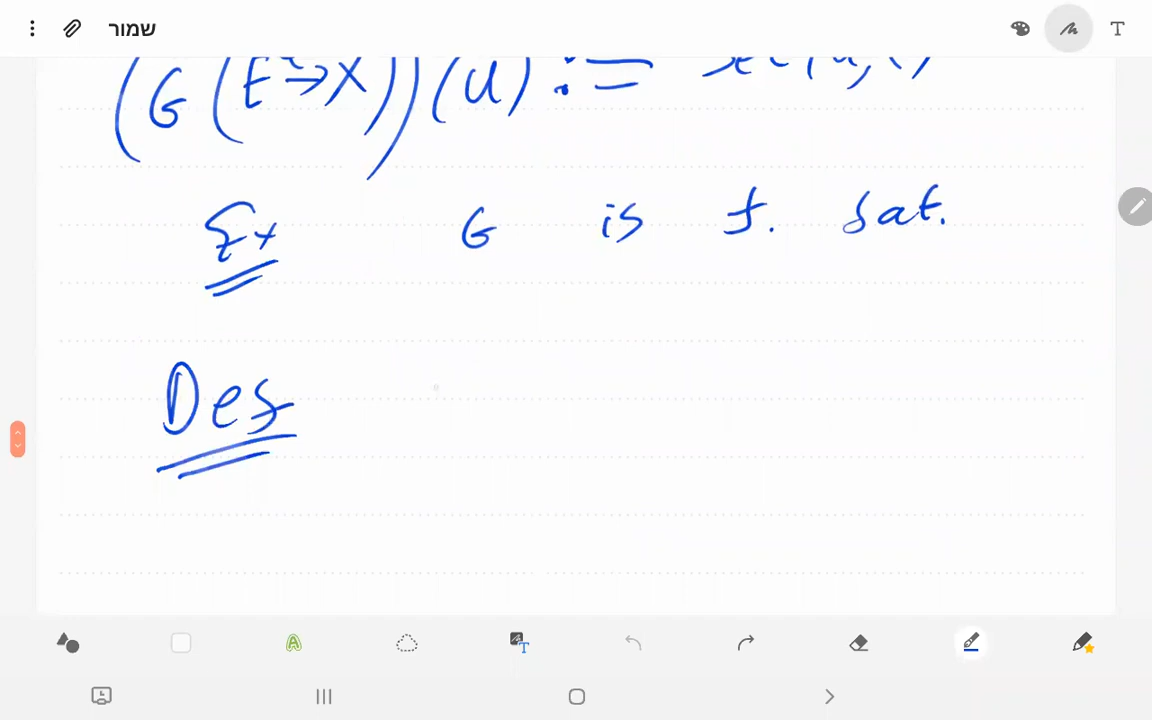 שמור
T
(G(E→X))(U) :=
Ex G is f. sat.
Def